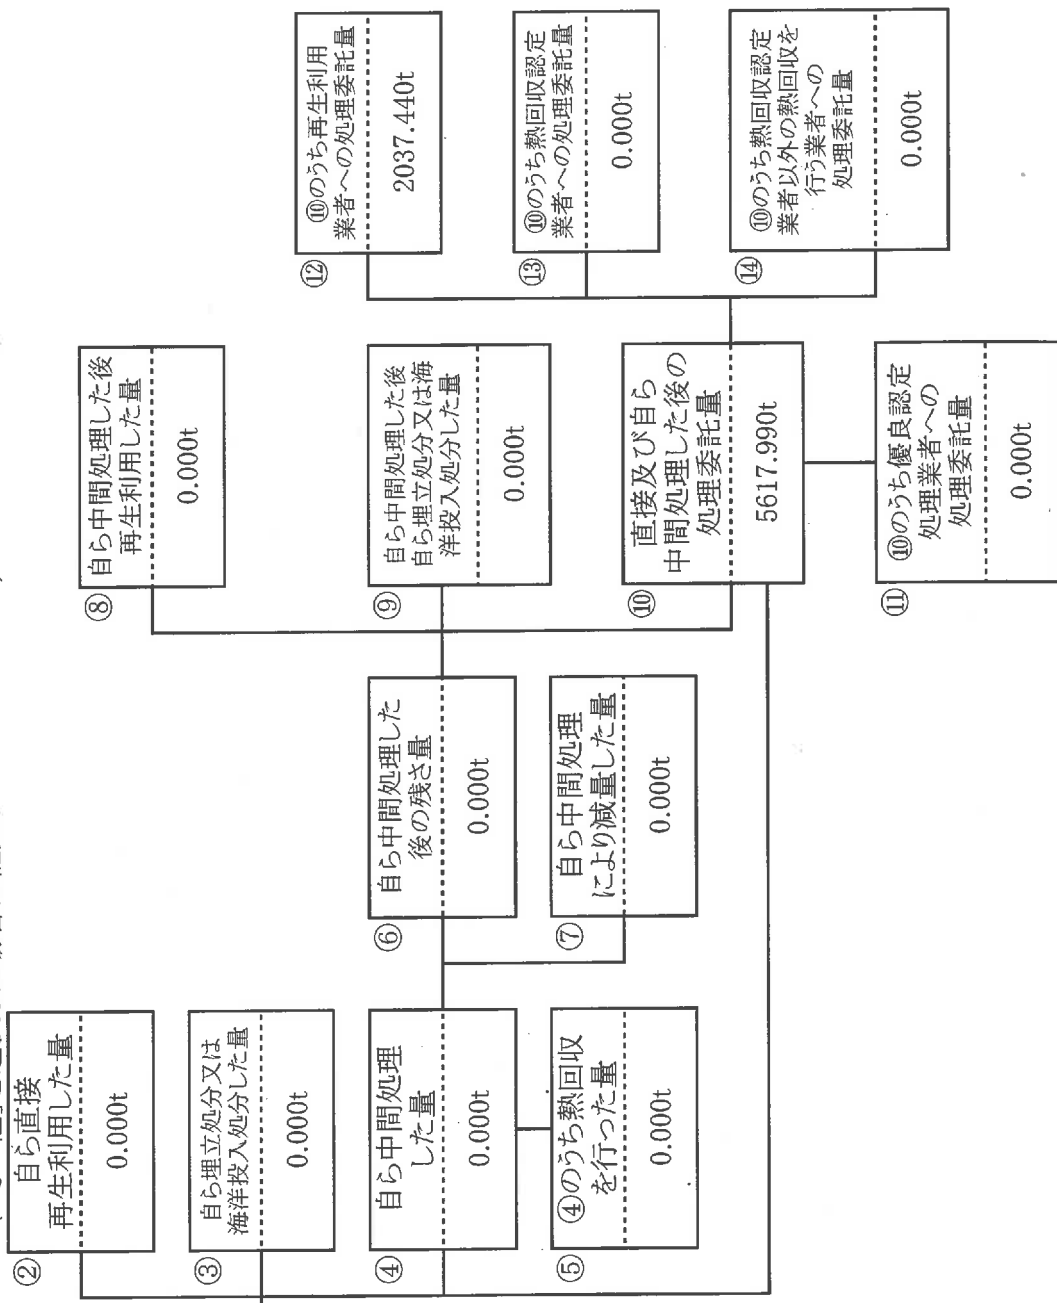 ②
自ら直接
再生利用した量
0.000t
③
自ら埋立処分又は
海洋投入処分した量
0.000t
④
自ら中間処理
した量
0.000t
⑤
④のうち熱回収
を行った量
0.000t
⑥
自ら中間処理した
後の残さ量
0.000t
⑦
自ら中間処理
により減量した量
0.000t
⑧
自ら中間処理した後
再生利用した量
0.000t
⑨
自ら中間処理した後
自ら埋立処分又は海
洋投入処分した量
0.000t
⑩
直接及び自ら
中間処理した後の
処理委託量
5617.990t
⑪
⑩のうち優良認定
処理業者への
処理委託量
0.000t
⑫
⑩のうち再生利用
業者への処理委託量
2037.440t
⑬
⑩のうち熱回収認定
業者への処理委託量
0.000t
⑭
⑩のうち熱回収認定
業者以外の熱回収を
行う業者への
処理委託量
0.000t